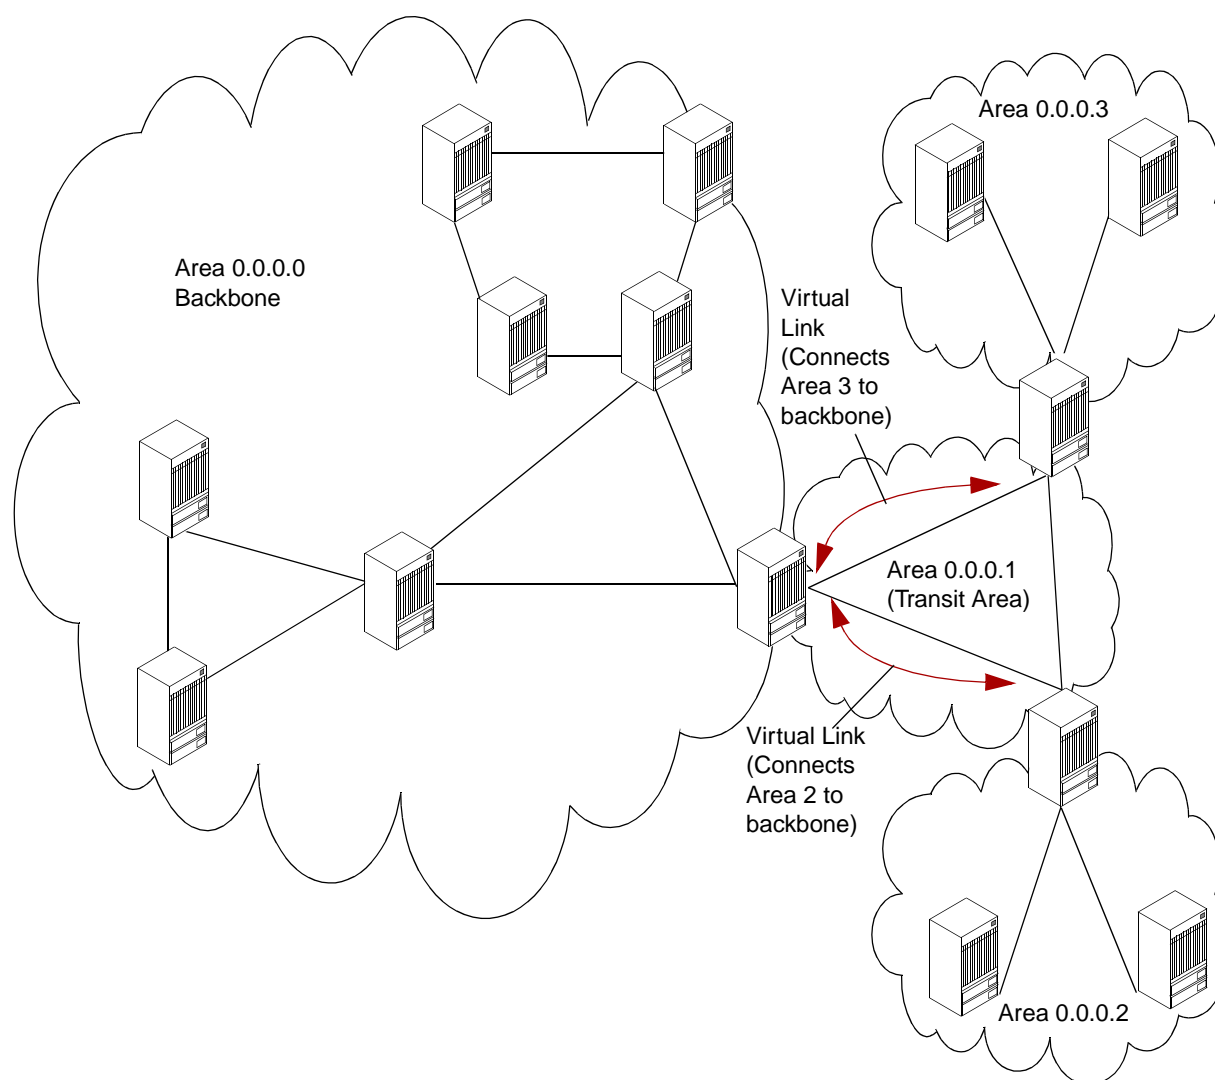 Area 0.0.0.3
Area 0.0.0.0
Backbone
Virtual
Link
(Connects
Area 3 to
backbone)
Area 0.0.0.1
(Transit Area)
Virtual Link
(Connects
Area 2 to
backbone)
Area 0.0.0.2